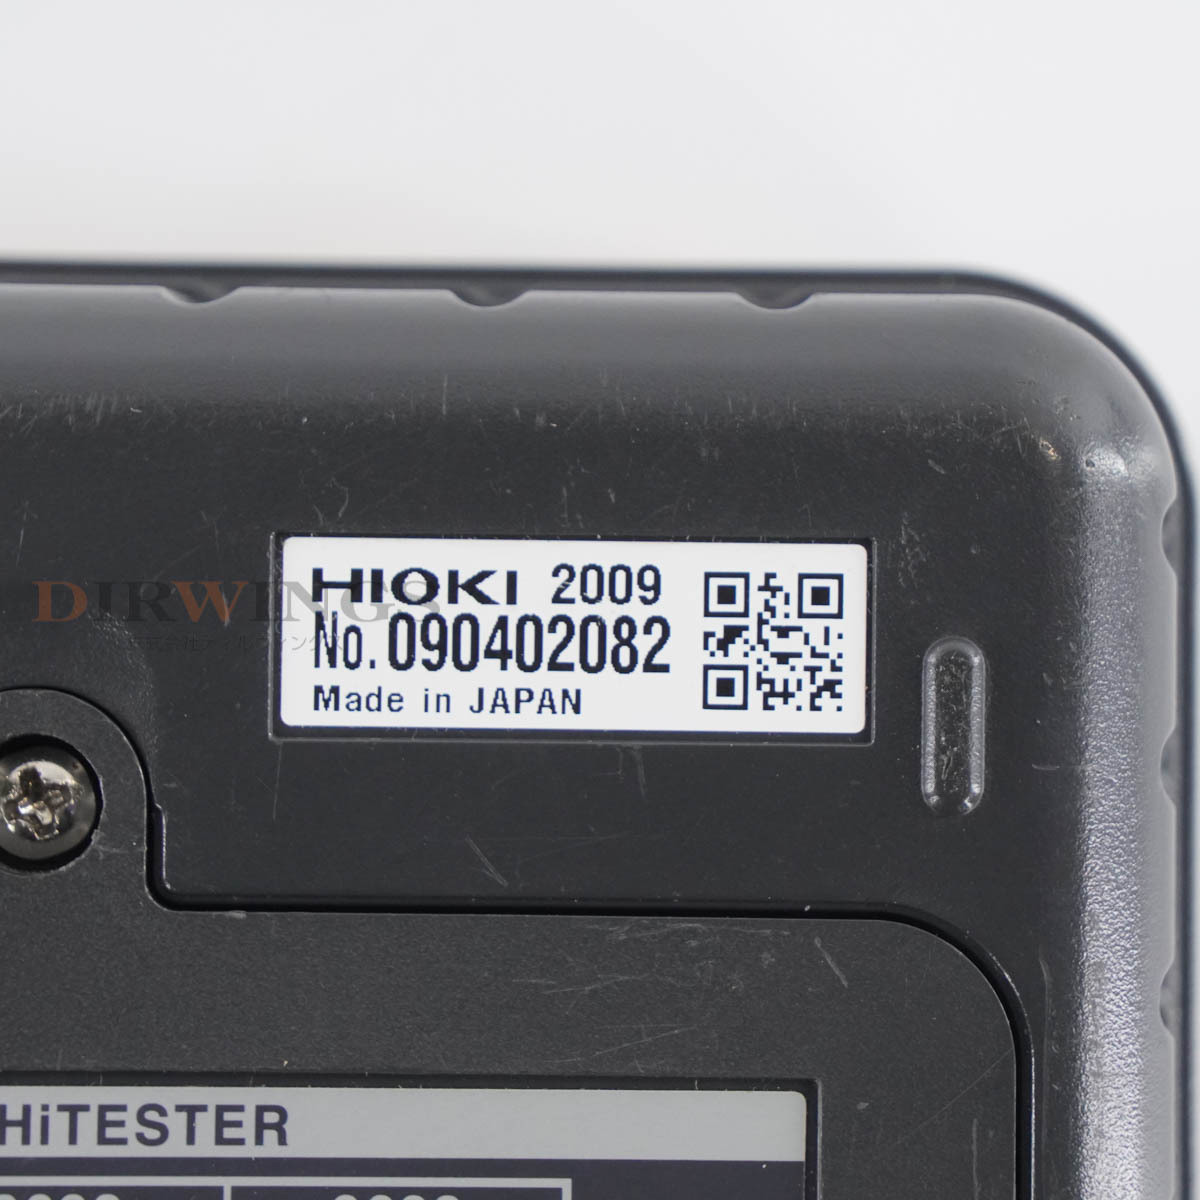 HIOKI 2009
No. 090402082
Made in JAPAN
DIRWINGS
HiTESTER